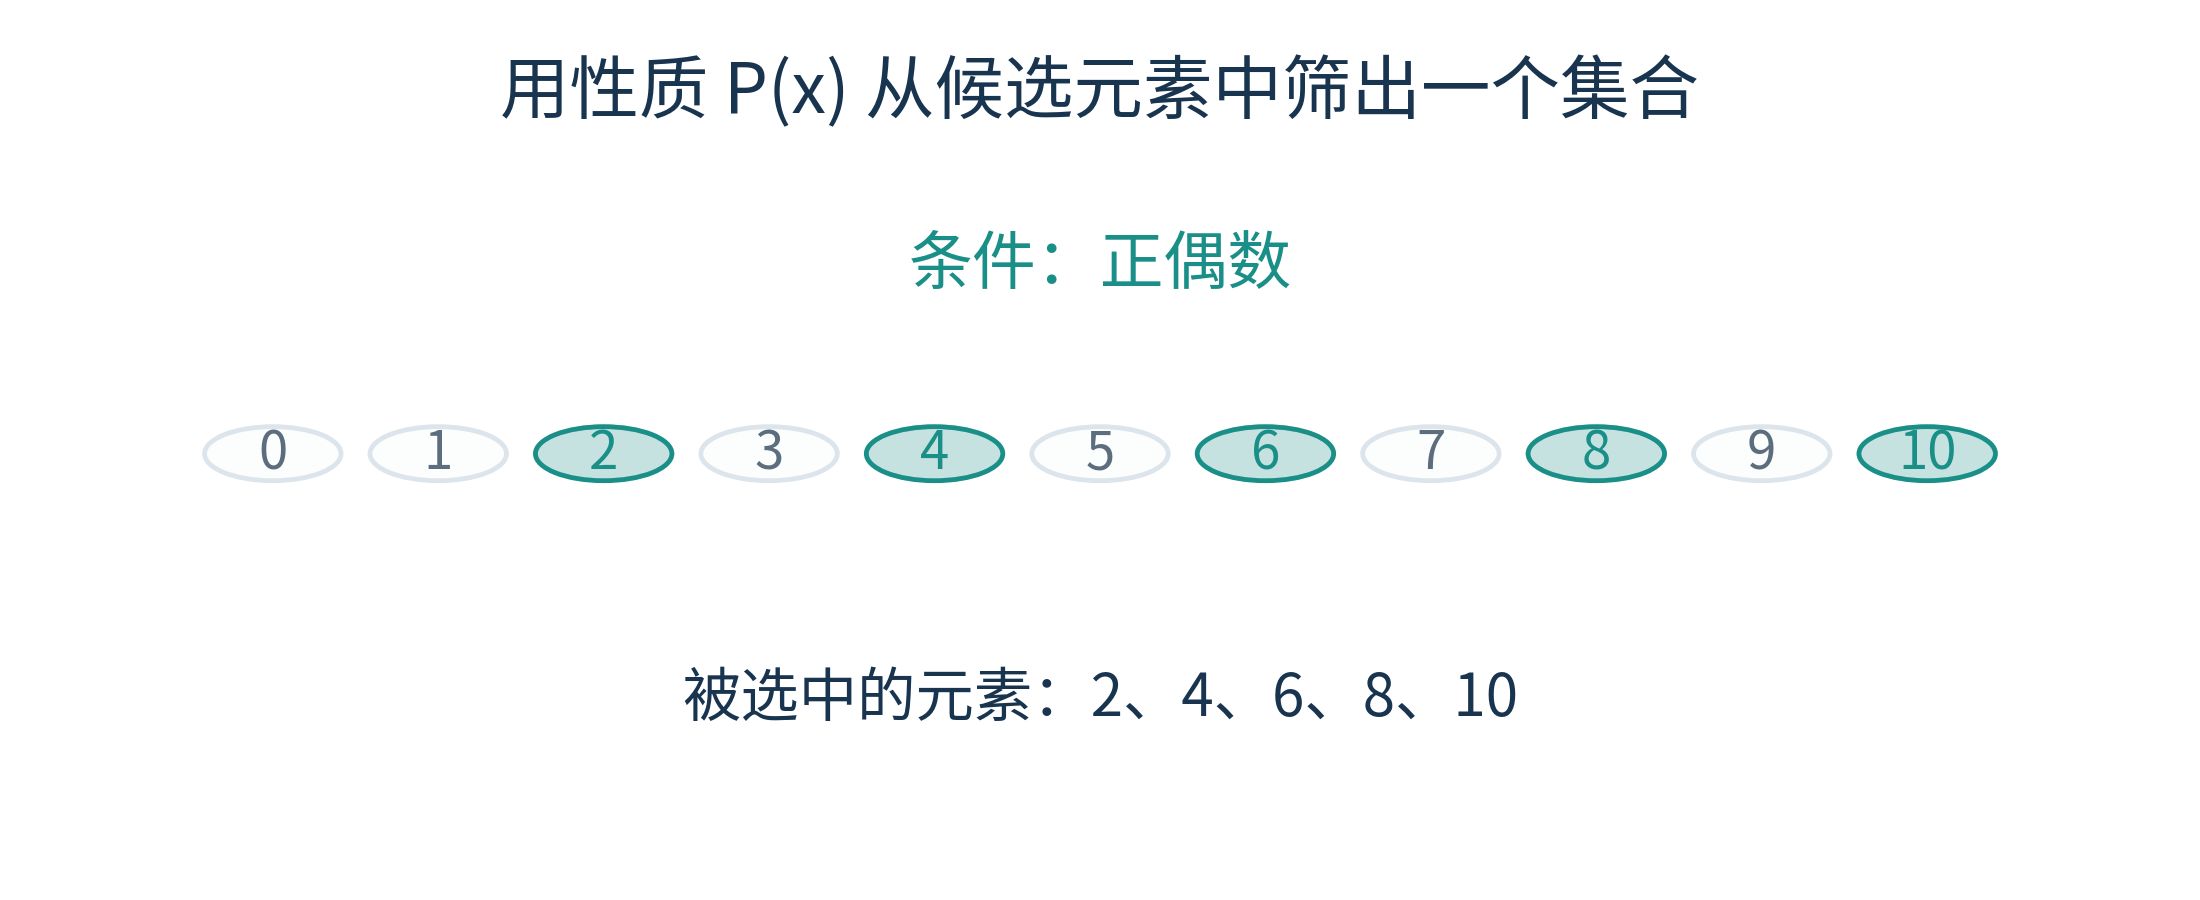 用性质 P(x) 从候选元素中筛出一个集合
条件：正偶数
0 1 2 3 4 5 6 7 8 9 10
被选中的元素：2、4、6、8、10